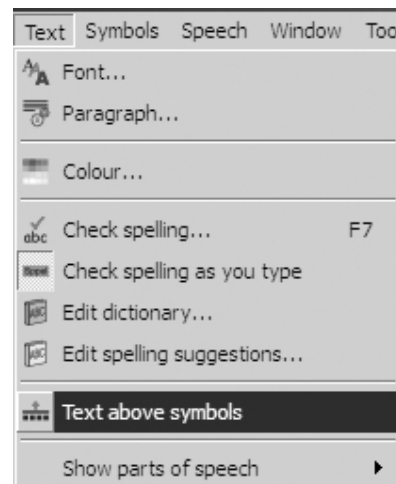 Text Symbols Speech Window Too
Font...
Paragraph...
Colour...
abc Check spelling... F7
Check spelling as you type
Edit dictionary...
Edit spelling suggestions...
Text above symbols
Show parts of speech